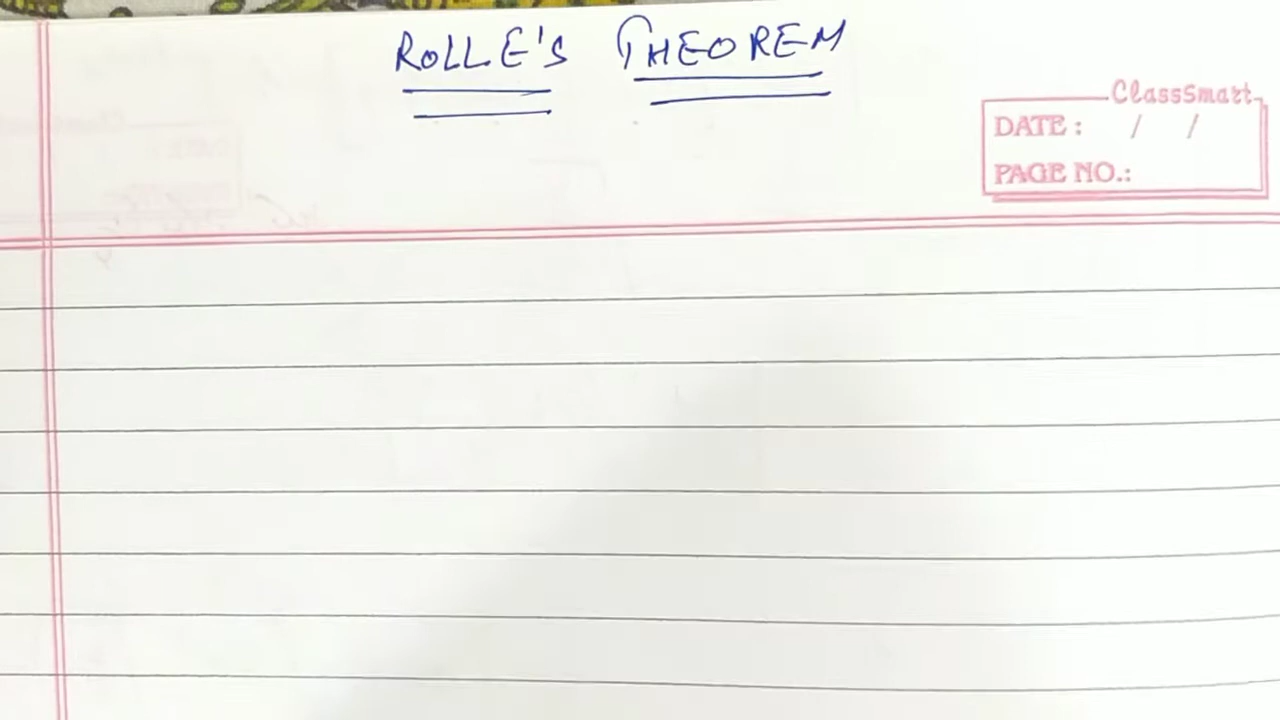 ROLLE'S THEOREM
ClassSmart
DATE : / /
PAGE NO.: